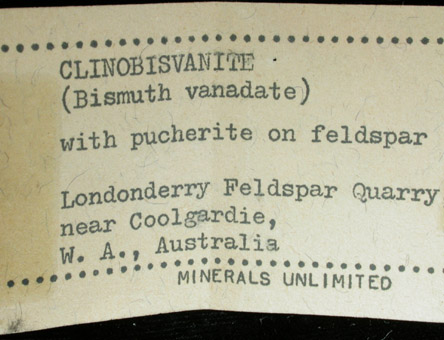 CLINOBISVANITE
(Bismuth vanadate)
with pucherite on feldspar
Londonderry Feldspar Quarry
near Coolgardie,
W. A., Australia
MINERALS UNLIMITED